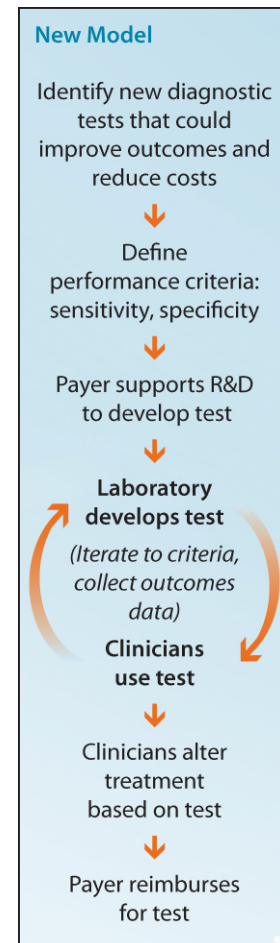 New Model
Identify new diagnostic
tests that could
improve outcomes and
reduce costs
Define
performance criteria:
sensitivity, specificity
Payer supports R&D
to develop test
Laboratory
develops test
(Iterate to criteria,
collect outcomes
data)
Clinicians
use test
Clinicians alter
treatment
based on test
Payer reimburses
for test